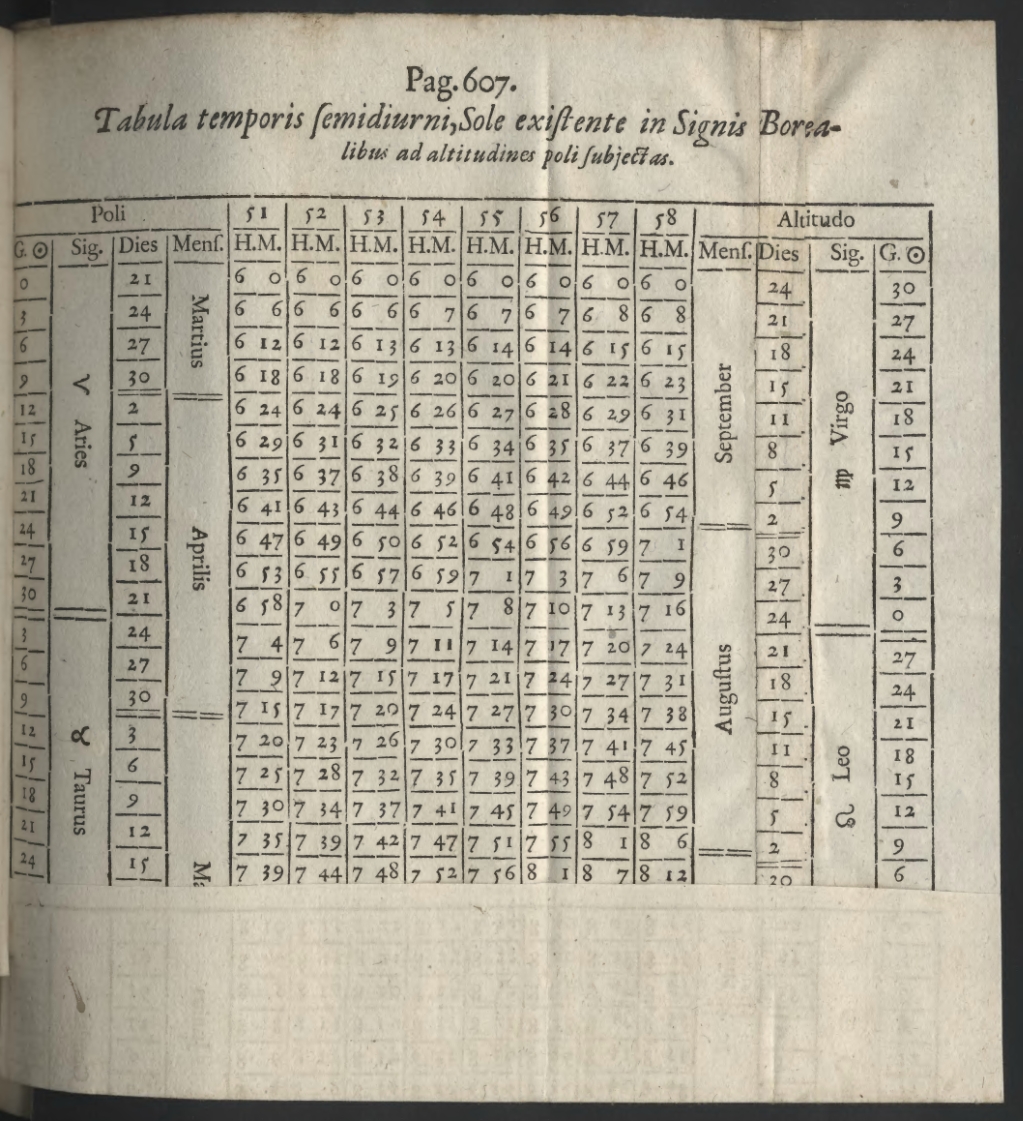 Pag. 607.
Tabula temporis ſemidiurni, Sole exiſtente in Signis Borea-
libus ad altitudines poli ſubjectas.
Poli 51 52 53 54 55 56 57 58 Altitudo
G. ☉ Sig. Dies Menſ. H.M. H.M. H.M. H.M. H.M. H.M. H.M. H.M. Menſ. Dies Sig. G. ☉
0 ♈ Aries 21 Martius 6 0 6 0 6 0 6 0 6 0 6 0 6 0 6 0 September 24 ♍ Virgo 30
3 24 6 6 6 6 6 6 6 7 6 7 6 7 6 8 6 8 21 27
6 27 6 12 6 12 6 13 6 13 6 14 6 14 6 15 6 15 18 24
9 30 6 18 6 18 6 19 6 20 6 20 6 21 6 22 6 23 15 21
12 2 Aprilis 6 24 6 24 6 25 6 26 6 27 6 28 6 29 6 31 11 18
15 5 6 29 6 31 6 32 6 33 6 34 6 35 6 37 6 39 8 15
18 9 6 35 6 37 6 38 6 39 6 41 6 42 6 44 6 46 5 12
21 12 6 41 6 43 6 44 6 46 6 48 6 49 6 52 6 54 2 9
24 15 6 47 6 49 6 50 6 52 6 54 6 56 6 59 7 1 Auguſtus 30 6
27 18 6 53 6 55 6 57 6 59 7 1 7 3 7 6 7 9 27 3
30 21 6 58 7 0 7 3 7 5 7 8 7 10 7 13 7 16 24 0
3 ♉ Taurus 24 7 4 7 6 7 9 7 11 7 14 7 17 7 20 7 24 21 ♌ Leo 27
6 27 7 9 7 12 7 15 7 17 7 21 7 24 7 27 7 31 18 24
9 30 7 15 7 17 7 20 7 24 7 27 7 30 7 34 7 38 15 21
12 3 7 20 7 23 7 26 7 30 7 33 7 37 7 41 7 45 11 18
15 6 7 25 7 28 7 32 7 35 7 39 7 43 7 48 7 52 8 15
18 9 7 30 7 34 7 37 7 41 7 45 7 49 7 54 7 59 5 12
21 12 7 35 7 39 7 42 7 47 7 51 7 55 8 1 8 6 2 9
24 15 Ma 7 39 7 44 7 48 7 52 7 56 8 1 8 7 8 12 6